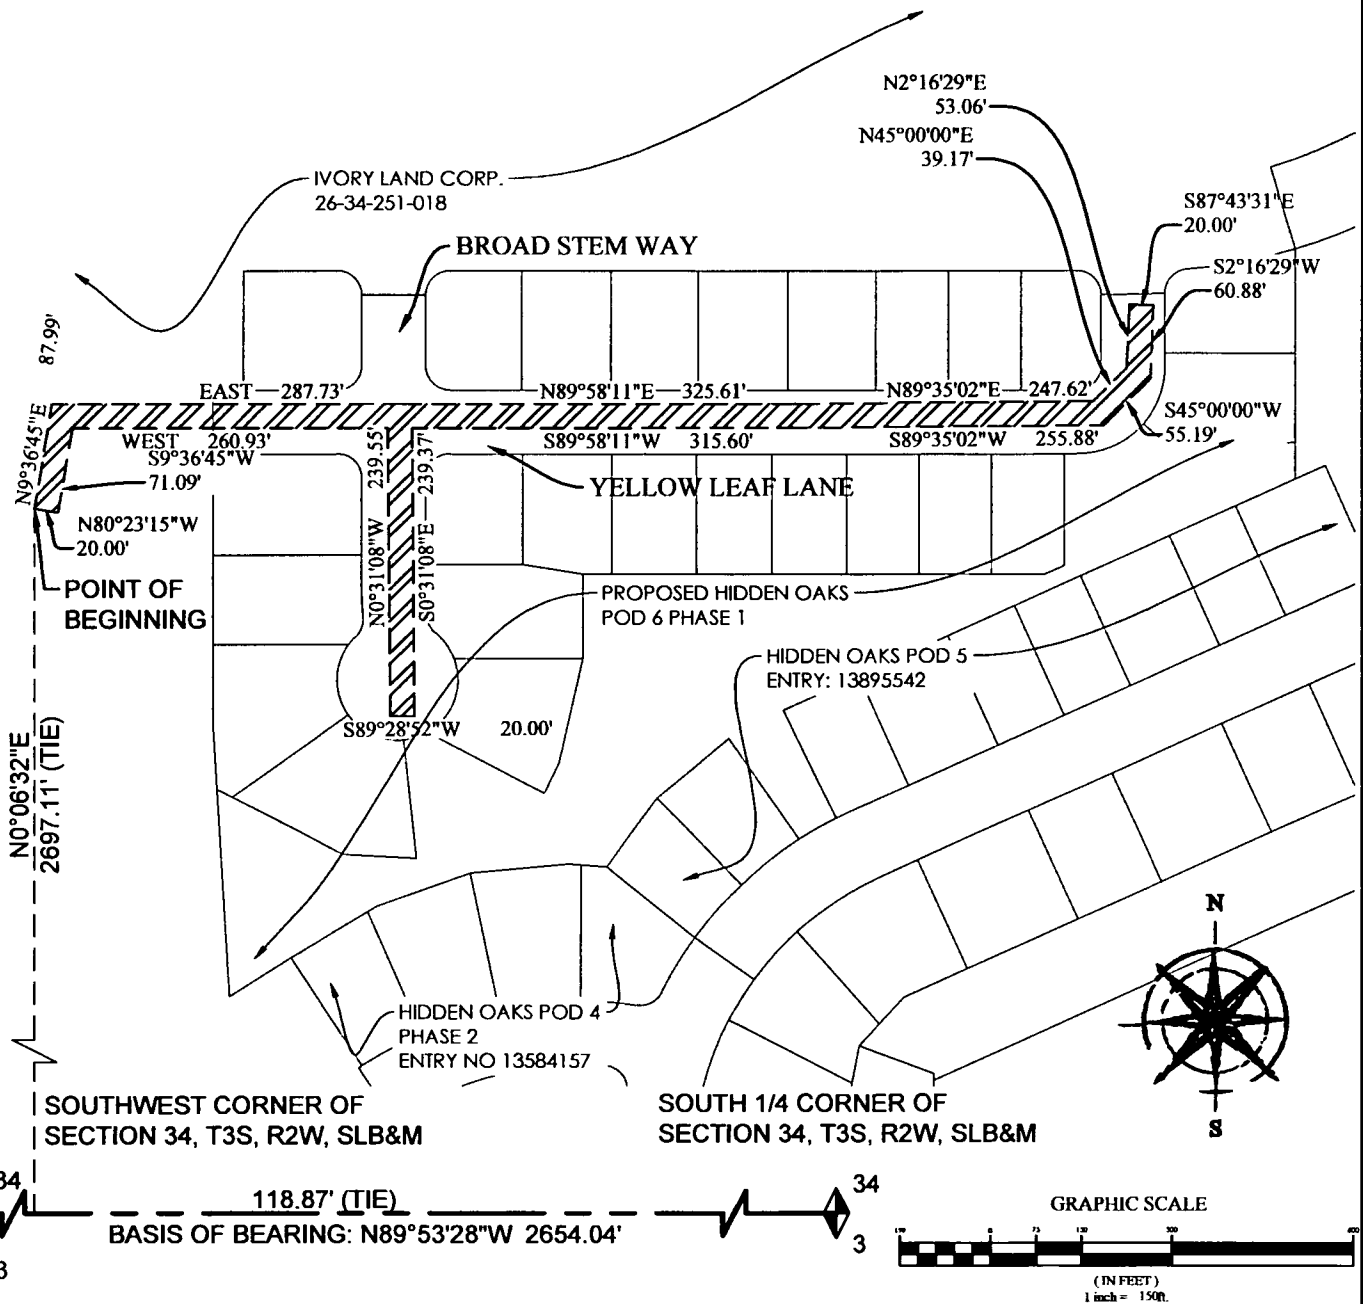 N2°16'29"E
53.06'
N45°00'00"E
39.17'
IVORY LAND CORP.
26-34-251-018
S87°43'31"E
20.00'
BROAD STEM WAY
S2°16'29"W
60.88'
87.99'
EAST 287.73'
N89°58'11"E 325.61'
N89°35'02"E 247.62'
N9°36'45"E
WEST 260.93'
S89°58'11"W 315.60'
S89°35'02"W 255.88'
S45°00'00"W
55.19'
S9°36'45"W
71.09'
N0°31'08"W 239.55'
S0°31'08"E 239.37'
YELLOW LEAF LANE
N80°23'15"W
20.00'
POINT OF
BEGINNING
PROPOSED HIDDEN OAKS
POD 6 PHASE 1
HIDDEN OAKS POD 5
ENTRY: 13895542
S89°28'52"W 20.00'
N0°06'32"E
2697.11' (TIE)
N
HIDDEN OAKS POD 4
PHASE 2
ENTRY NO 13584157
S
SOUTHWEST CORNER OF
SECTION 34, T3S, R2W, SLB&M
SOUTH 1/4 CORNER OF
SECTION 34, T3S, R2W, SLB&M
34
118.87' (TIE)
BASIS OF BEARING: N89°53'28"W 2654.04'
3
GRAPHIC SCALE
( IN FEET )
1 inch = 150ft.